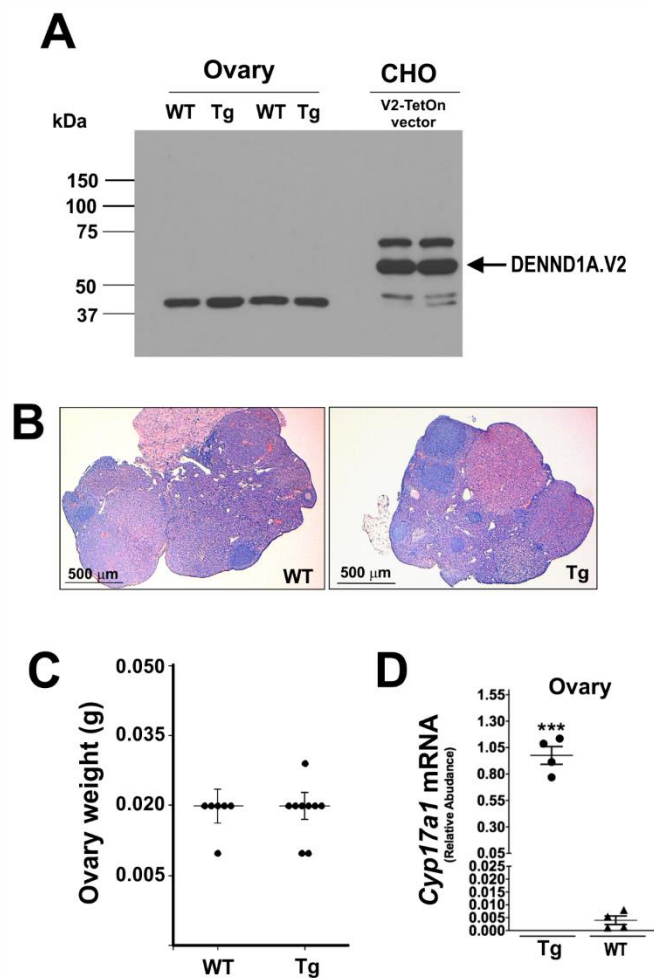 A
Ovary
CHO
WT Tg WT Tg
V2-TetOn
vector
kDa
150
100
75
50
37
DENND1A.V2
B
500 μm
WT
500 μm
Tg
C
Ovary weight (g)
0.050
0.035
0.020
0.005
WT Tg
D
Ovary
Cyp17a1 mRNA
(Relative Abudance)
1.55
1.30
1.05
0.80
0.55
0.30
0.05
0.025
0.020
0.015
0.010
0.005
0.000
***
Tg WT